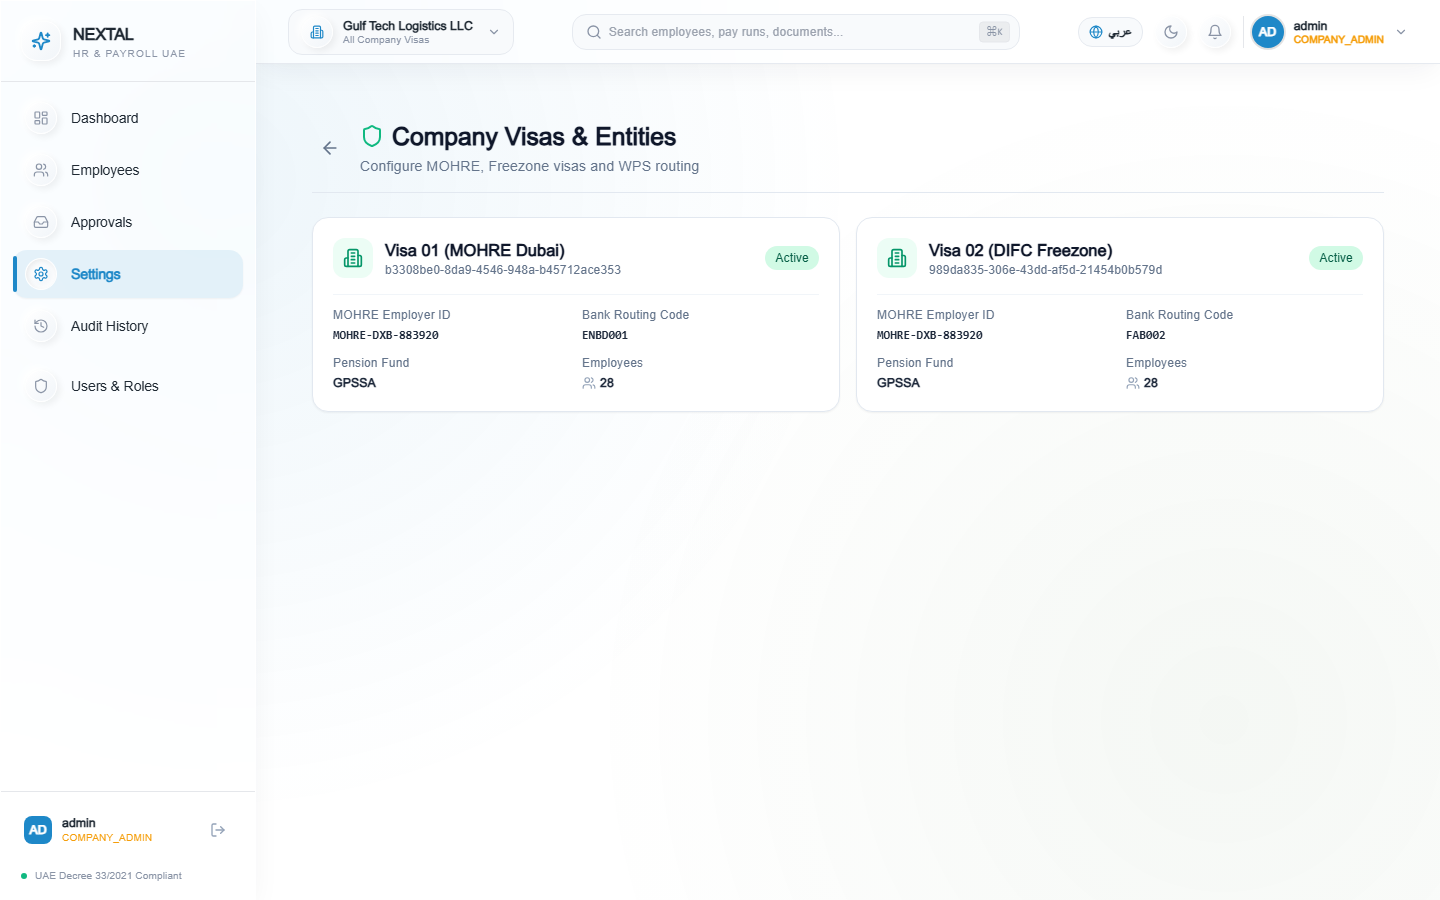 NEXTAL
HR & PAYROLL UAE
Dashboard
Employees
Approvals
Settings
Audit History
Users & Roles
admin
AD
COMPANY_ADMIN
UAE Decree 33/2021 Compliant
Gulf Tech Logistics LLC
All Company Visas
Search employees, pay runs, documents...
⌘K
عربي
AD
admin
COMPANY_ADMIN
Company Visas & Entities
Configure MOHRE, Freezone visas and WPS routing
Visa 01 (MOHRE Dubai)
b3308be0-8da9-4546-948a-b45712ace353
Active
MOHRE Employer ID
Bank Routing Code
MOHRE-DXB-883920
ENBD001
Pension Fund
Employees
GPSSA
28
Visa 02 (DIFC Freezone)
989da835-306e-43dd-af5d-21454b0b579d
Active
MOHRE Employer ID
Bank Routing Code
MOHRE-DXB-883920
FAB002
Pension Fund
Employees
GPSSA
28